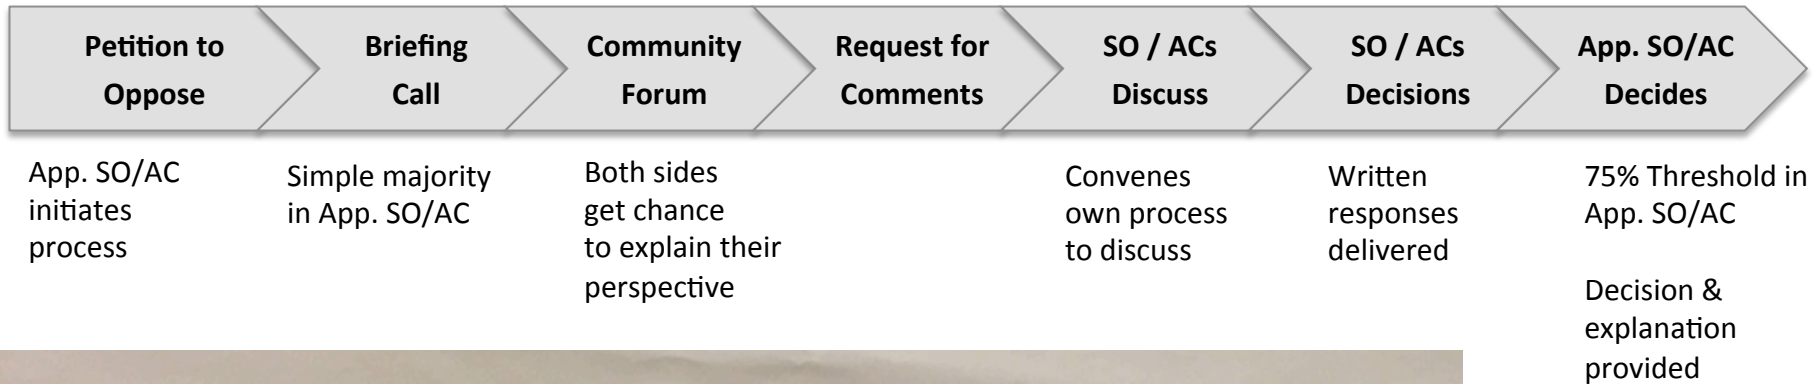 Petition to
Oppose
Briefing
Call
Community
Forum
Request for
Comments
SO / ACs
Discuss
SO / ACs
Decisions
App. SO/AC
Decides
App. SO/AC
initiates
process
Simple majority
in App. SO/AC
Both sides
get chance
to explain their
perspective
Convenes
own process
to discuss
Written
responses
delivered
75% Threshold in
App. SO/AC
Decision &
explanation
provided